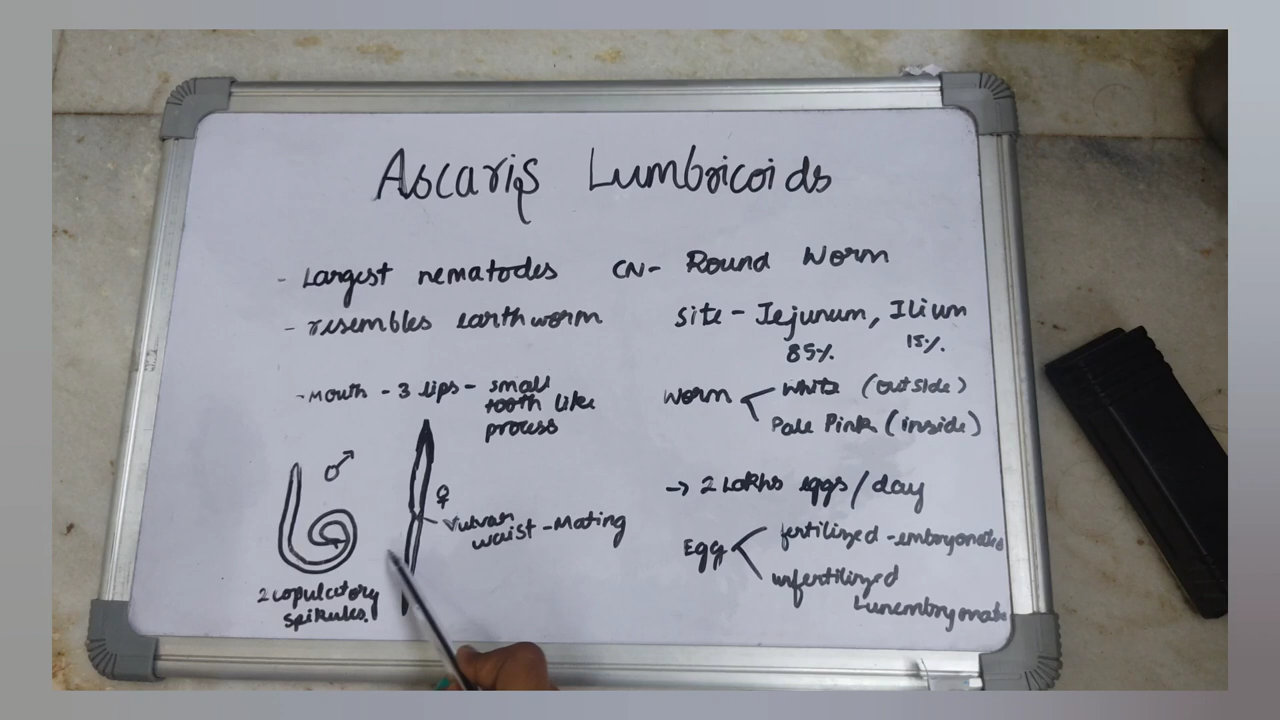 Ascaris Lumbricoids
- Largest nematodes CN- Round Worm
- resembles earthworm
site - Jejunum, Ilium
85% 15%
- Mouth - 3 lips - small tooth like process
Worm
White (outside)
Pale Pink (inside)
♂
2 copulatory
spikules.
♀
Vulvar
waist - Mating
→ 2 Lakhs eggs/day
Egg
fertilized - embryonated
unfertilized
↳ unembryonate